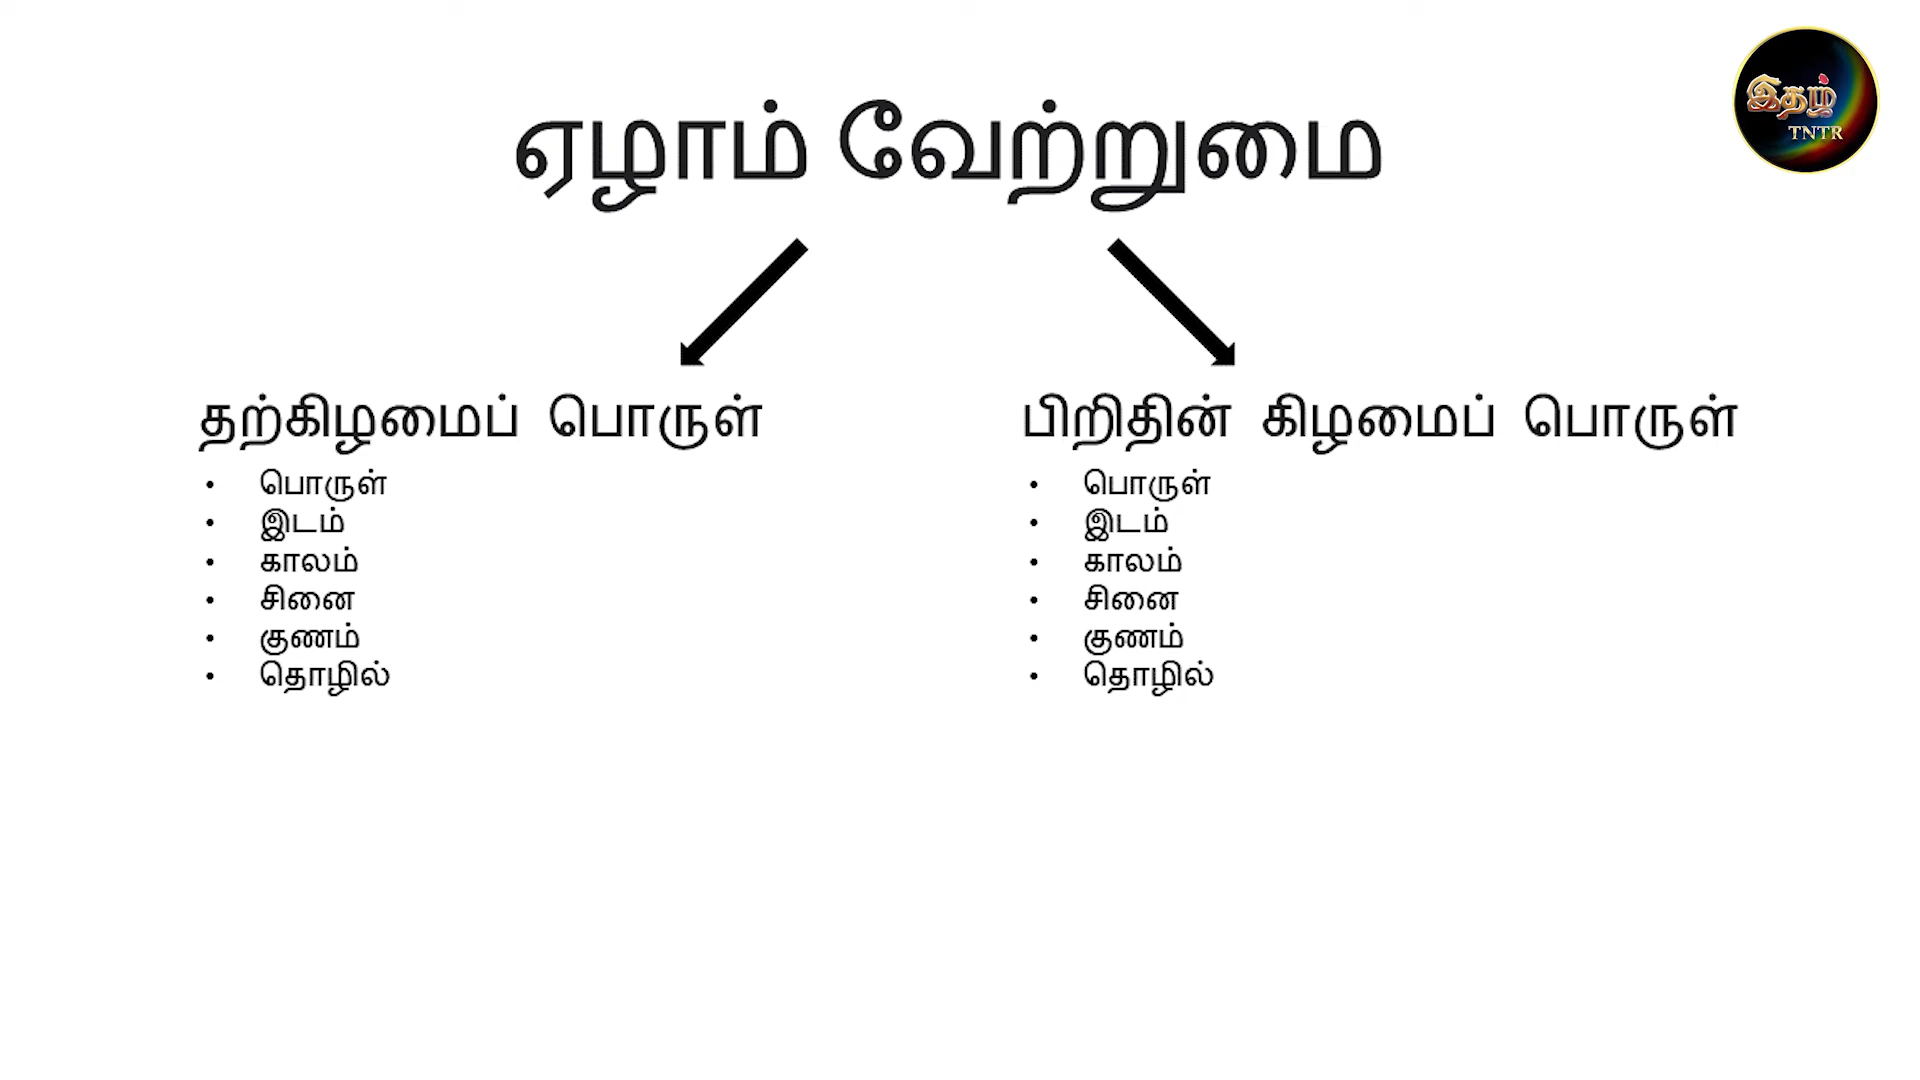 ஏழாம் வேற்றுமை
இதழ்
TNTR
தற்கிழமைப் பொருள்
• பொருள்
• இடம்
• காலம்
• சினை
• குணம்
• தொழில்
பிறிதின் கிழமைப் பொருள்
• பொருள்
• இடம்
• காலம்
• சினை
• குணம்
• தொழில்